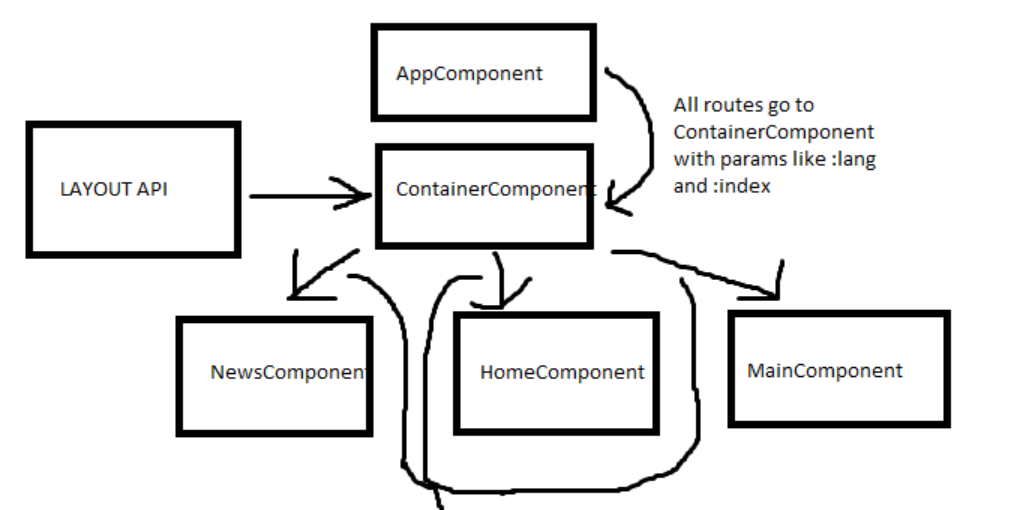 AppComponent
All routes go to
ContainerComponent
with params like :lang
and :index
LAYOUT API
ContainerComponent
NewsComponent
HomeComponent
MainComponent